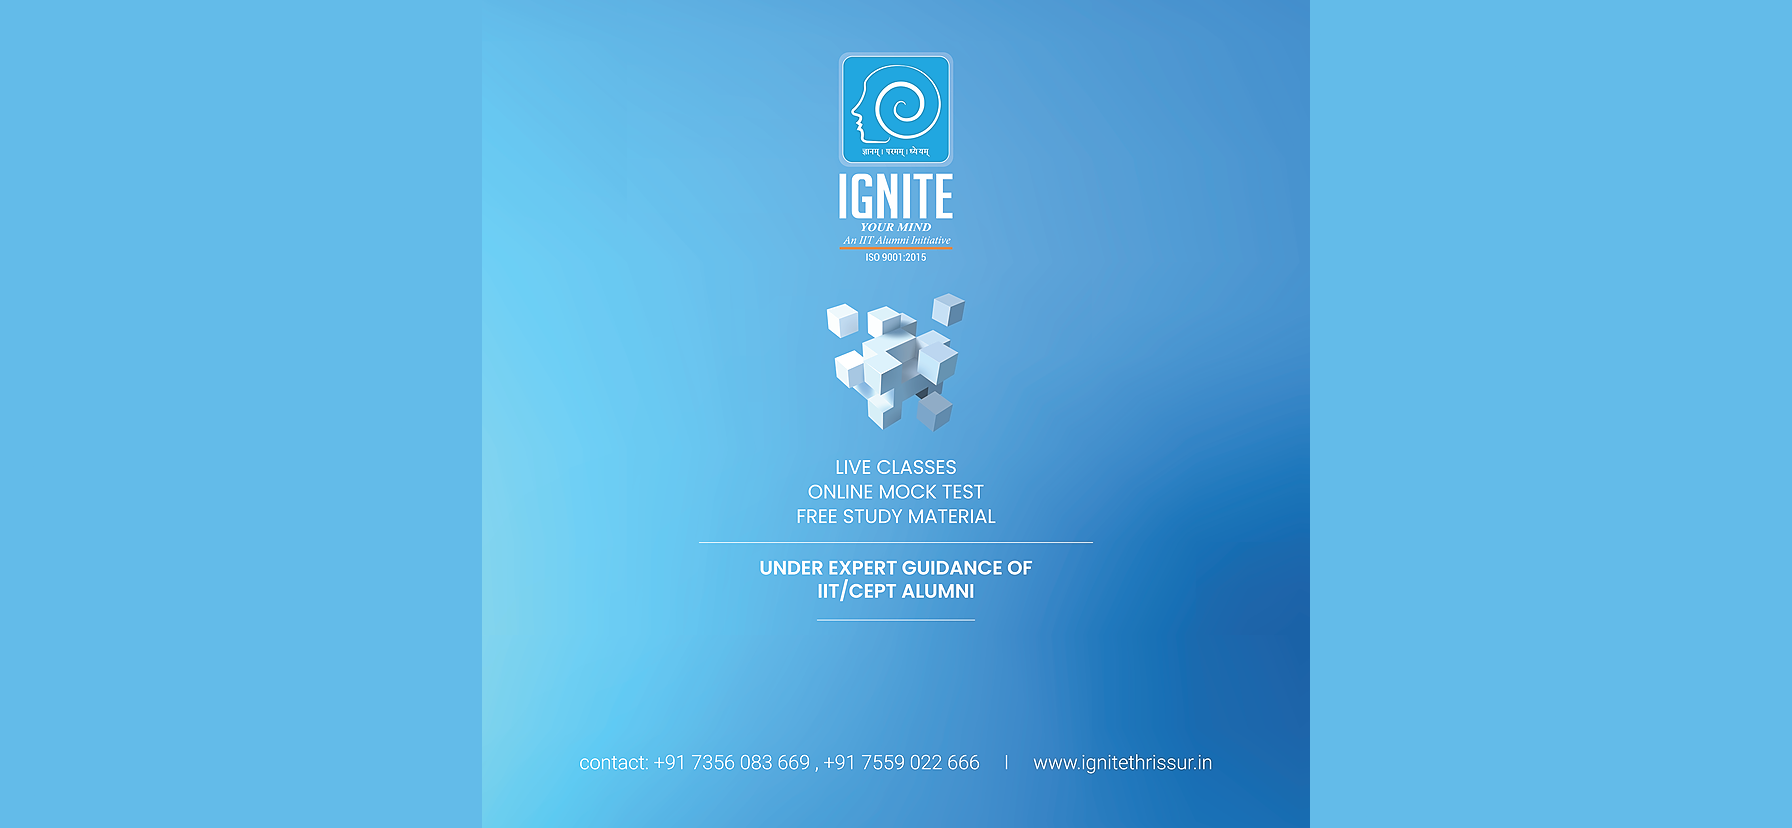 ज्ञानम् । परमम् । ध्येयम्
IGNITE
YOUR MIND
An IIT Alumni Initiative
ISO 9001:2015
LIVE CLASSES
ONLINE MOCK TEST
FREE STUDY MATERIAL
UNDER EXPERT GUIDANCE OF
IIT/CEPT ALUMNI
contact: +91 7356 083 669 , +91 7559 022 666 | www.ignitethrissur.in